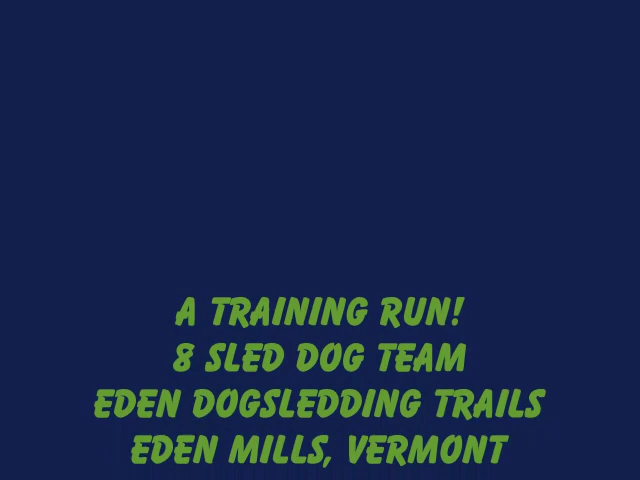 A TRAINING RUN!
8 SLED DOG TEAM
EDEN DOGSLEDDING TRAILS
EDEN MILLS, VERMONT